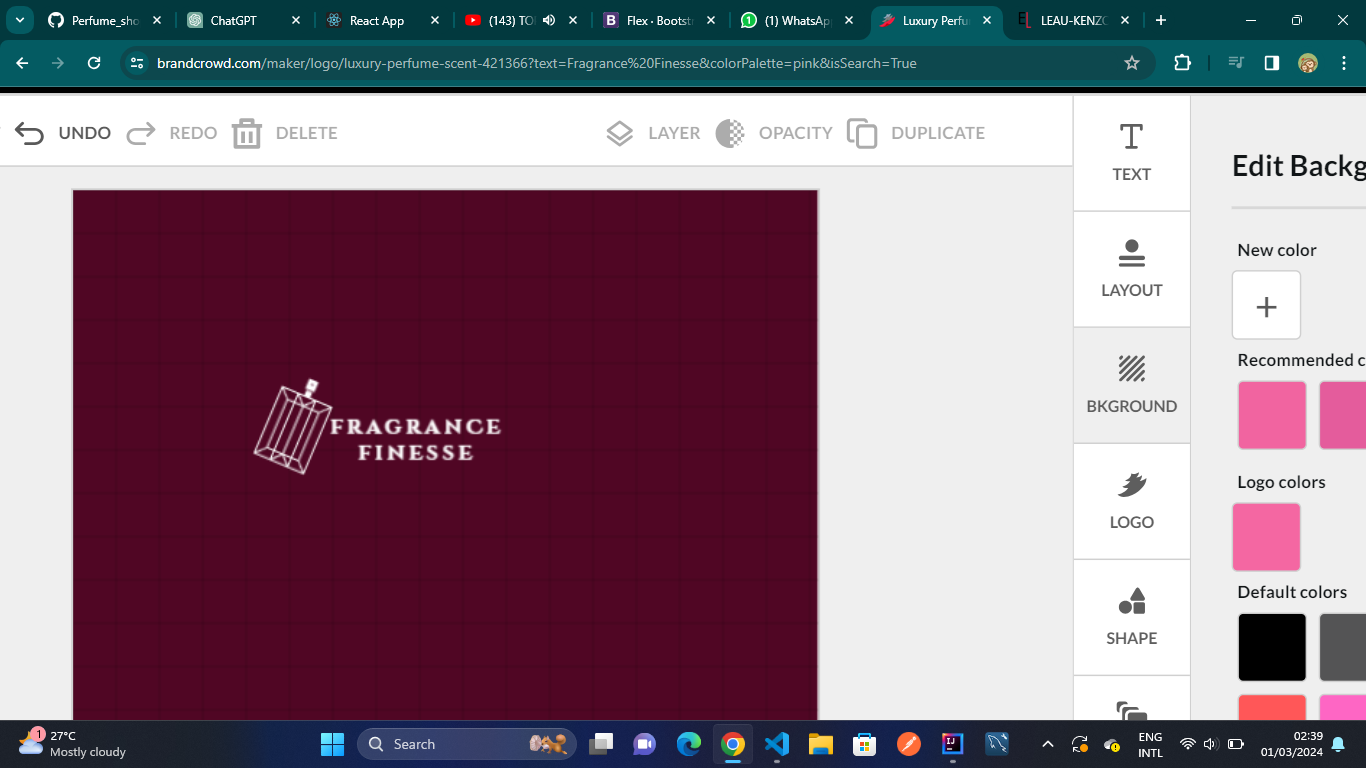 Perfume_sho
ChatGPT
React App
(143) TO
Flex · Bootst
(1) WhatsAp
Luxury Perfu
LEAU-KENZO
brandcrowd.com/maker/logo/luxury-perfume-scent-421366?text=Fragrance%20Finesse&colorPalette=pink&isSearch=True
UNDO REDO DELETE LAYER OPACITY DUPLICATE
TEXT
LAYOUT
BKGROUND
LOGO
SHAPE
Edit Backg
New color
Recommended c
Logo colors
Default colors
FRAGRANCE
FINESSE
1
27°C
Mostly cloudy
Search
ENG
INTL
02:39
01/03/2024